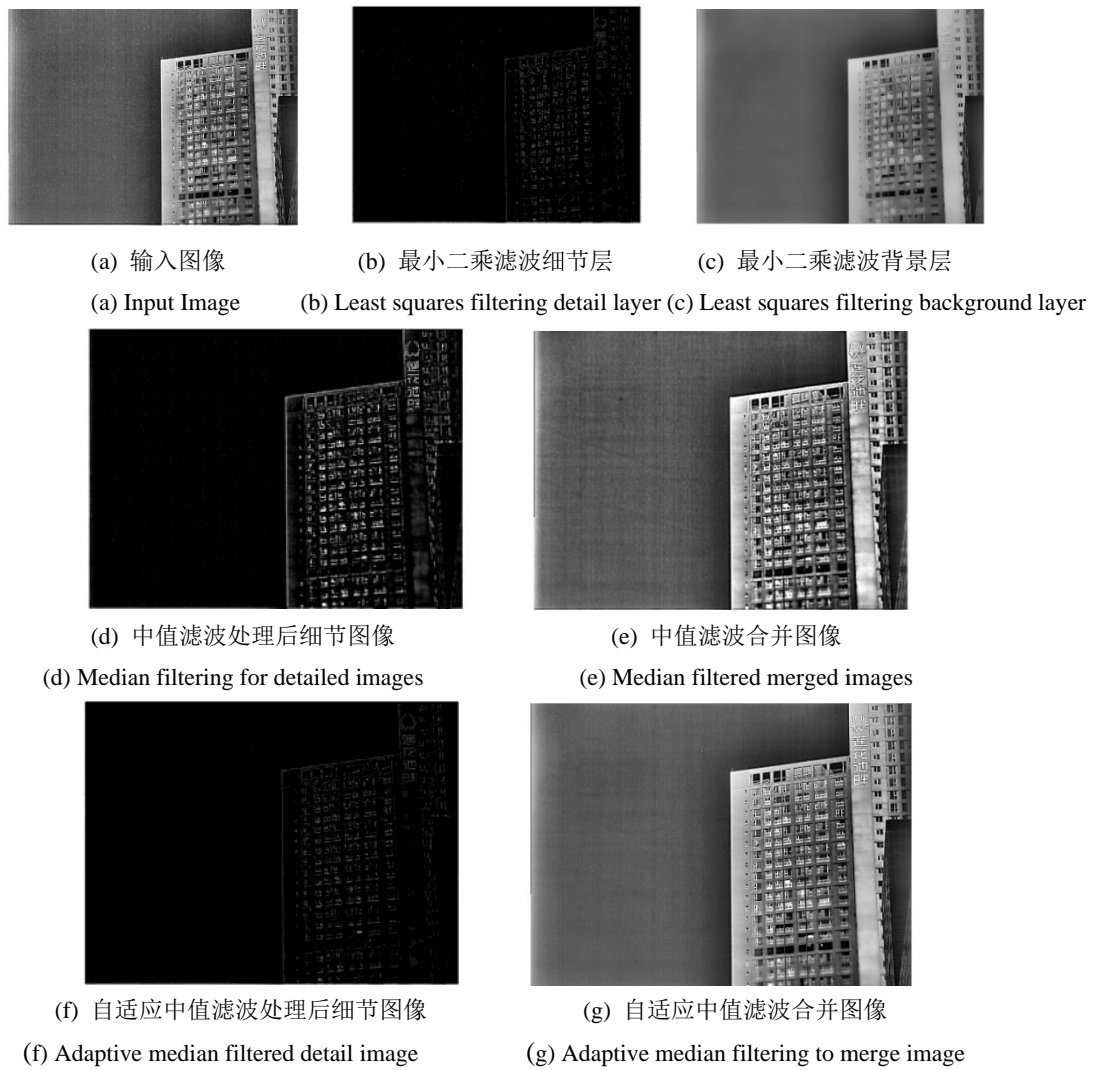 (a) 输入图像
(b) 最小二乘滤波细节层
(c) 最小二乘滤波背景层
(a) Input Image
(b) Least squares filtering detail layer
(c) Least squares filtering background layer
(d) 中值滤波处理后细节图像
(e) 中值滤波合并图像
(d) Median filtering for detailed images
(e) Median filtered merged images
(f) 自适应中值滤波处理后细节图像
(g) 自适应中值滤波合并图像
(f) Adaptive median filtered detail image
(g) Adaptive median filtering to merge image